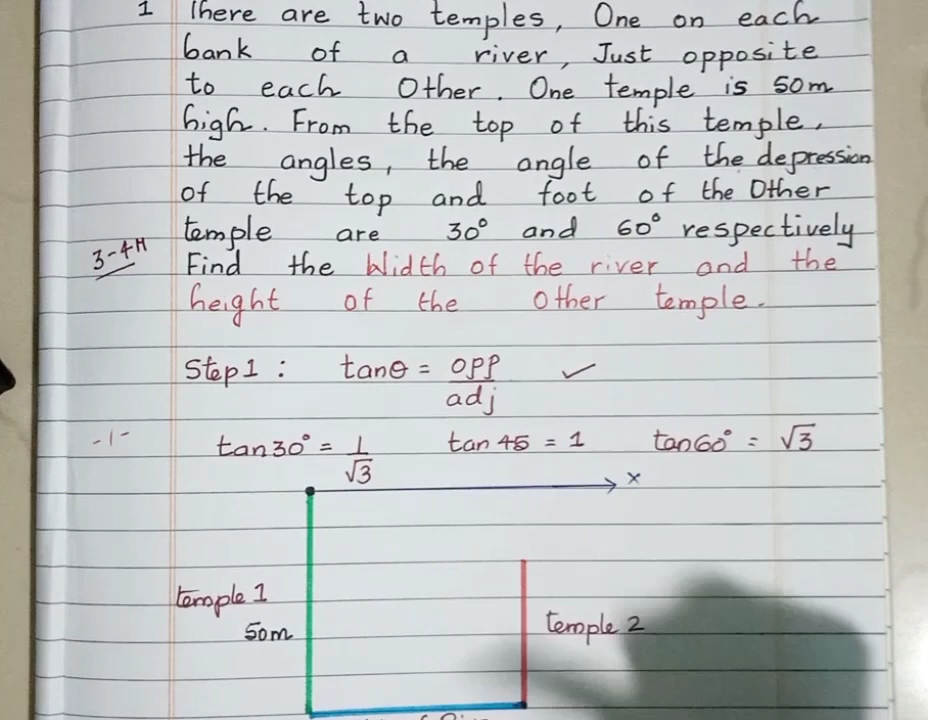 1 There are two temples, One on each
bank of a river, Just opposite
to each Other. One temple is 50m
high. From the top of this temple,
the angles, the angle of the depression
of the top and foot of the Other
temple are 30° and 60° respectively
3-4M
Find the Width of the river and the
height of the Other temple.
Step 1 : tanθ = opp/adj ✓
-1-
tan 30° = 1/√3 tan 45 = 1 tan 60° = √3
x
temple 1
50m
temple 2